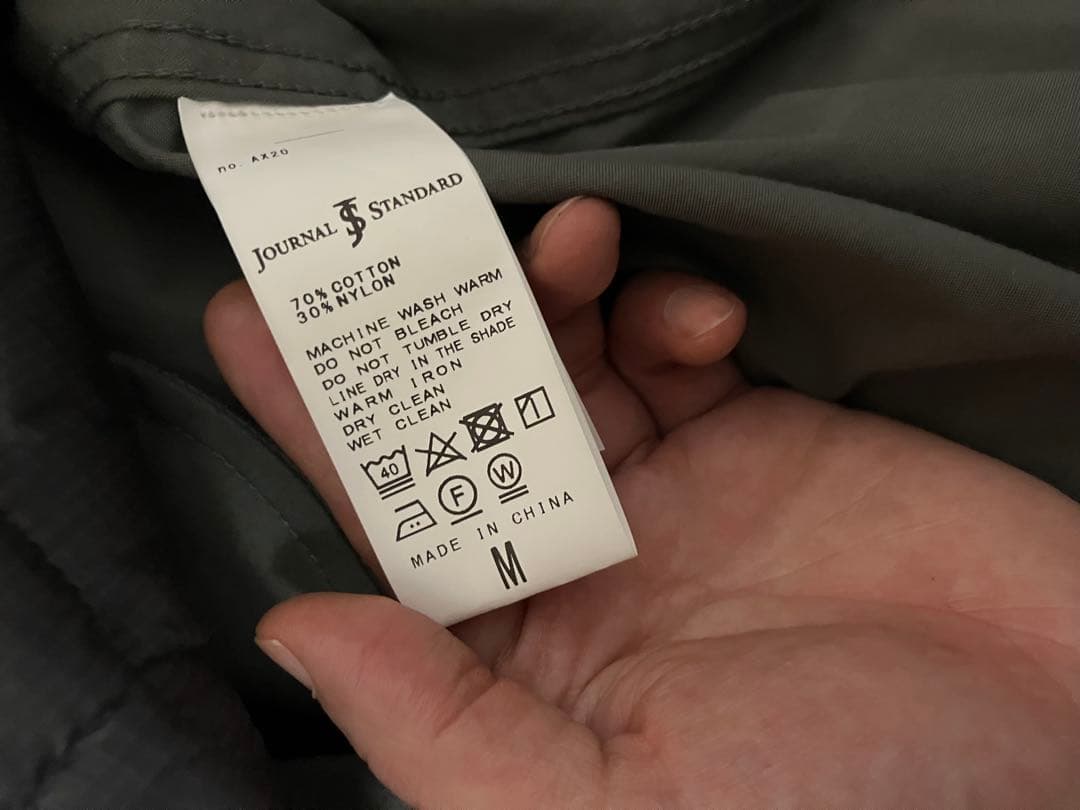 no. AX20
JOURNAL JS STANDARD
70% COTTON
30% NYLON
MACHINE WASH WARM
DO NOT BLEACH
DO NOT TUMBLE DRY
LINE DRY IN THE SHADE
WARM IRON
DRY CLEAN
WET CLEAN
40
F W
MADE IN CHINA
M